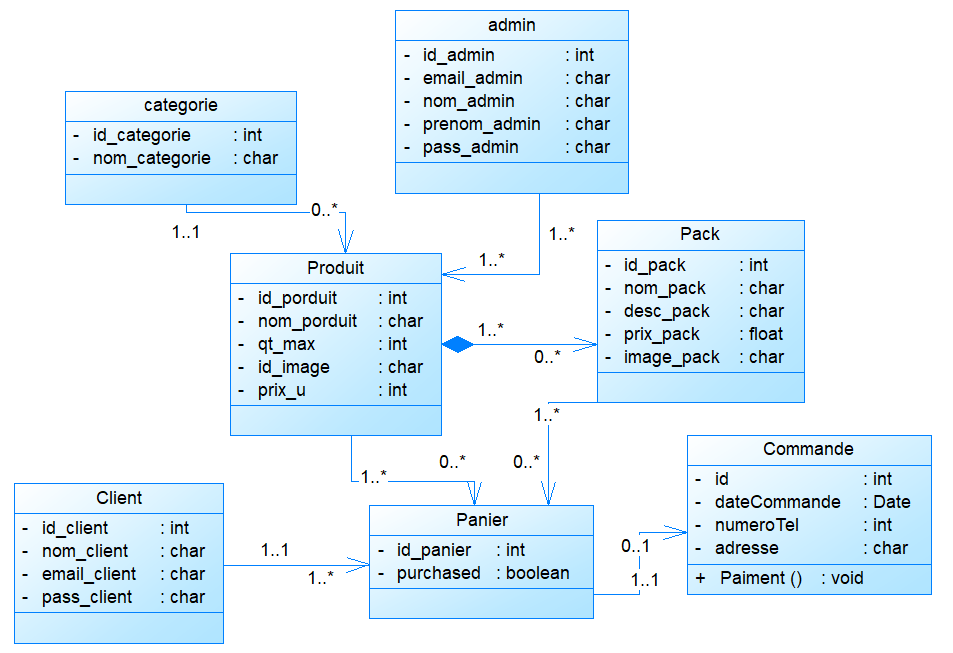 admin
- id_admin : int
- email_admin : char
- nom_admin : char
- prenom_admin : char
- pass_admin : char
categorie
- id_categorie : int
- nom_categorie : char
0..*
1..1
1..*
1..*
Pack
- id_pack : int
- nom_pack : char
- desc_pack : char
- prix_pack : float
- image_pack : char
Produit
- id_porduit : int
- nom_porduit : char
- qt_max : int
- id_image : char
- prix_u : int
1..*
0..*
1..*
0..*
0..*
1..*
Commande
- id : int
- dateCommande : Date
- numeroTel : int
- adresse : char
+ Paiment () : void
Client
- id_client : int
- nom_client : char
- email_client : char
- pass_client : char
1..1
1..*
Panier
- id_panier : int
- purchased : boolean
0..1
1..1